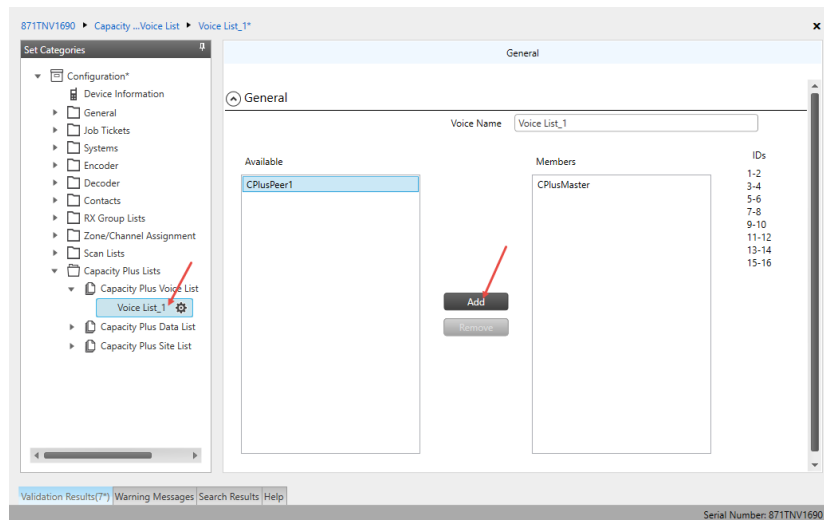 871TNV1690 Capacity ...Voice List Voice List_1*
Set Categories
Configuration*
Device Information
General
Job Tickets
Systems
Encoder
Decoder
Contacts
RX Group Lists
Zone/Channel Assignment
Scan Lists
Capacity Plus Lists
Capacity Plus Voice List
Voice List_1
Capacity Plus Data List
Capacity Plus Site List
General
General
Voice Name Voice List_1
Available Members IDs
CPlusPeer1 CPlusMaster
1-2
3-4
5-6
7-8
9-10
11-12
13-14
15-16
Add
Remove
Validation Results(7*) Warning Messages Search Results Help
Serial Number: 871TNV1690